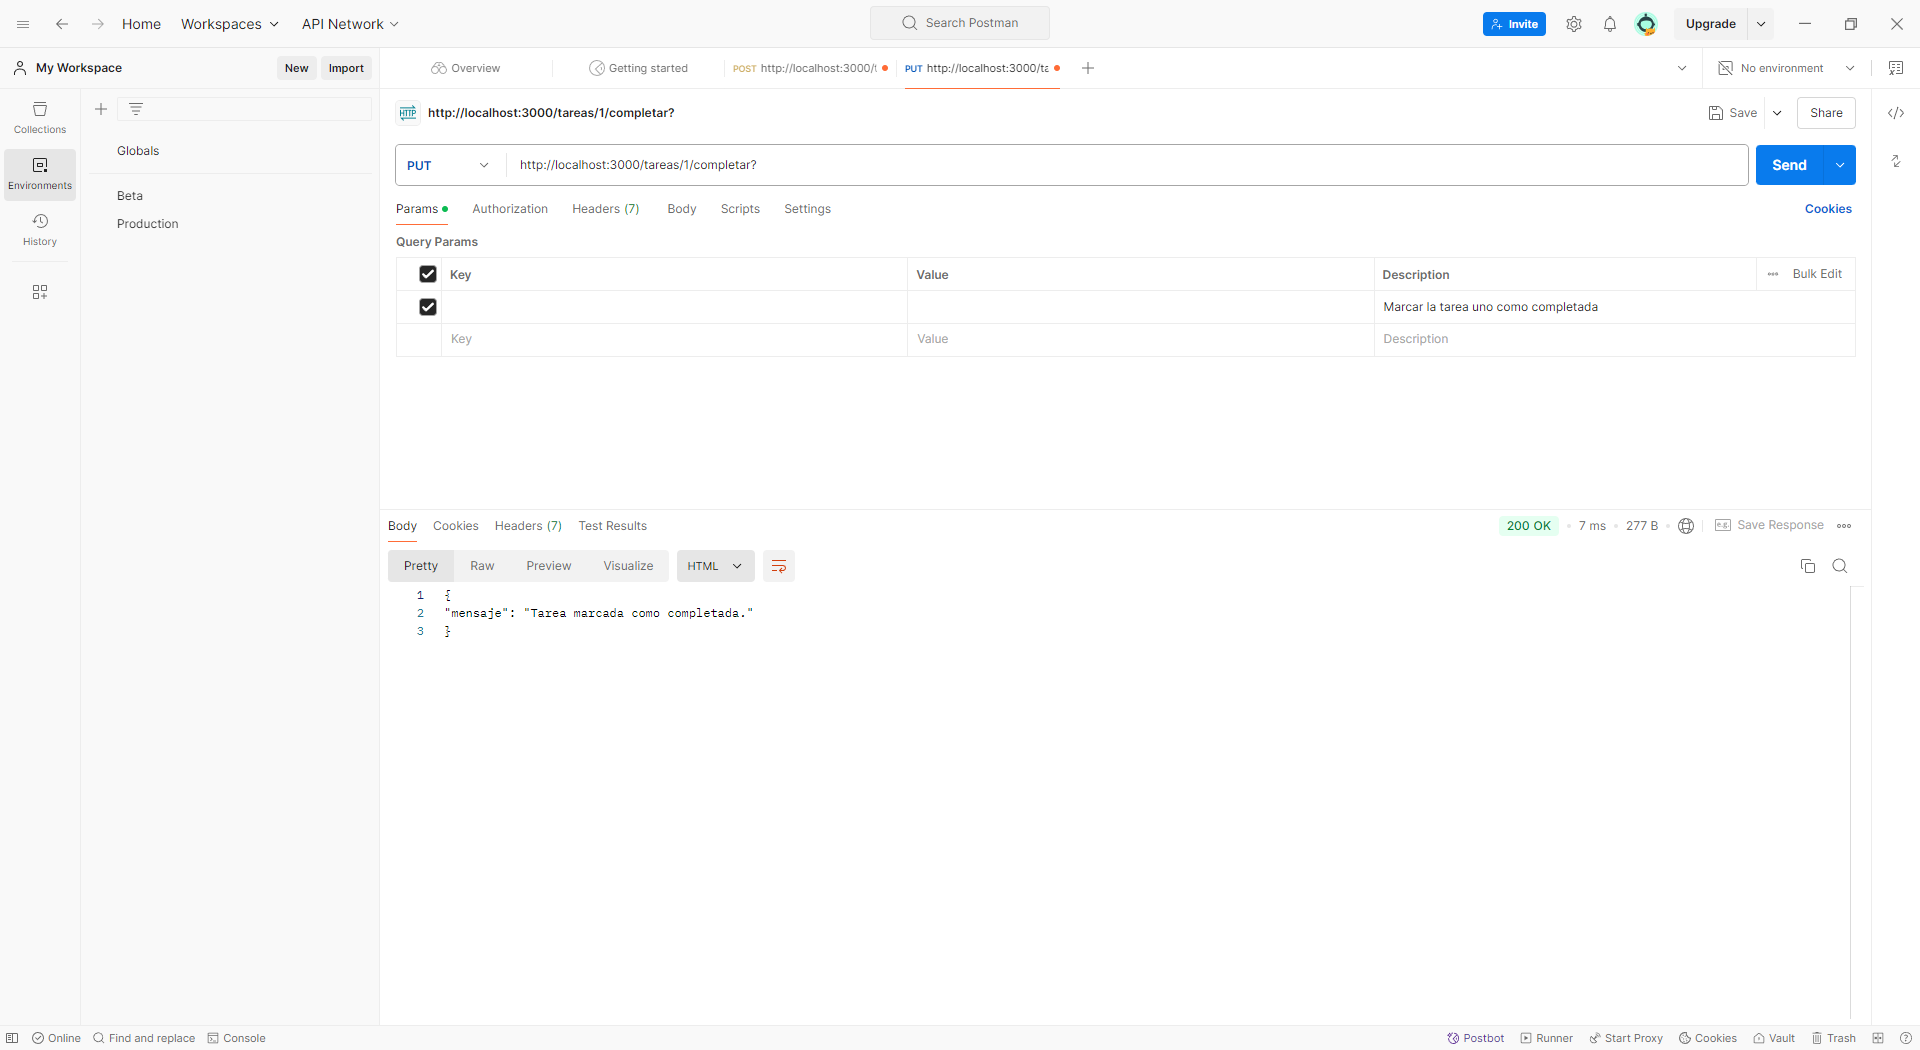 Home
Workspaces
API Network
Search Postman
Invite
Upgrade
My Workspace
New
Import
Overview
Getting started
POST http://localhost:3000/t
PUT http://localhost:3000/ta
No environment
Collections
Environments
History
Globals
Beta
Production
HTTP http://localhost:3000/tareas/1/completar?
Save
Share
PUT
http://localhost:3000/tareas/1/completar?
Send
Params
Authorization
Headers (7)
Body
Scripts
Settings
Cookies
Query Params
Key
Value
Description
Bulk Edit
Marcar la tarea uno como completada
Key
Value
Description
Body
Cookies
Headers (7)
Test Results
200 OK
7 ms
277 B
e.g. Save Response
Pretty
Raw
Preview
Visualize
HTML
1 {
2 "mensaje": "Tarea marcada como completada."
3 }
Online
Find and replace
Console
Postbot
Runner
Start Proxy
Cookies
Vault
Trash